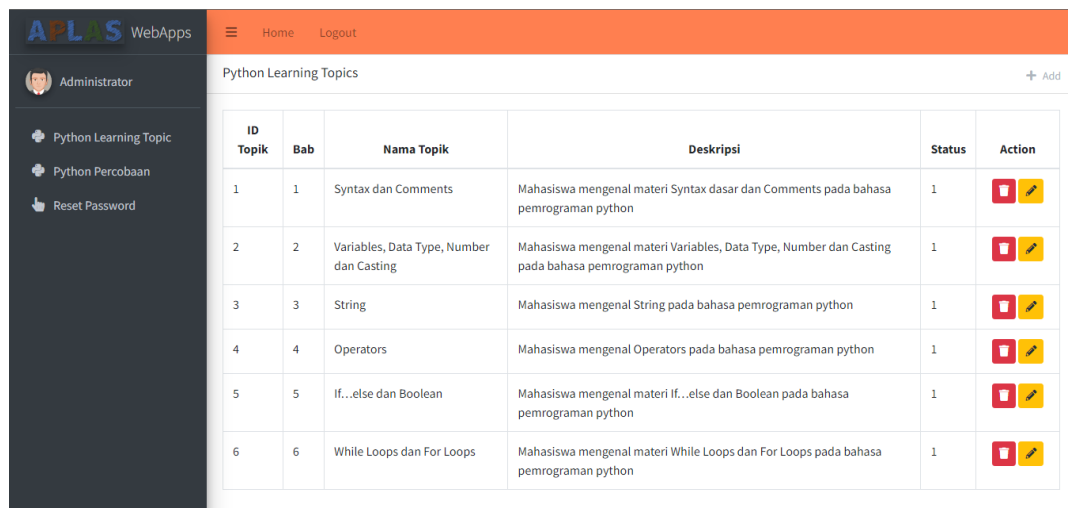 APLAS WebApps
Home Logout
Administrator
Python Learning Topic
Python Percobaan
Reset Password
Python Learning Topics
Add
ID Topik Bab Nama Topik Deskripsi Status Action
1 1 Syntax dan Comments Mahasiswa mengenal materi Syntax dasar dan Comments pada bahasa 1
pemrograman python
2 2 Variables, Data Type, Number Mahasiswa mengenal materi Variables, Data Type, Number dan Casting 1
dan Casting pada bahasa pemrograman python
3 3 String Mahasiswa mengenal String pada bahasa pemrograman python 1
4 4 Operators Mahasiswa mengenal Operators pada bahasa pemrograman python 1
5 5 If...else dan Boolean Mahasiswa mengenal materi If...else dan Boolean pada bahasa 1
pemrograman python
6 6 While Loops dan For Loops Mahasiswa mengenal materi While Loops dan For Loops pada bahasa 1
pemrograman python